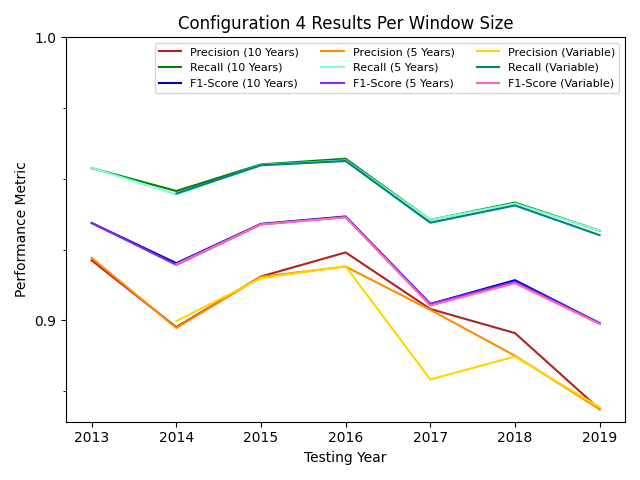 Configuration 4 Results Per Window Size
1.0
Precision (10 Years)
Recall (10 Years)
F1-Score (10 Years)
Precision (5 Years)
Recall (5 Years)
F1-Score (5 Years)
Precision (Variable)
Recall (Variable)
F1-Score (Variable)
Performance Metric
0.9
2013 2014 2015 2016 2017 2018 2019
Testing Year